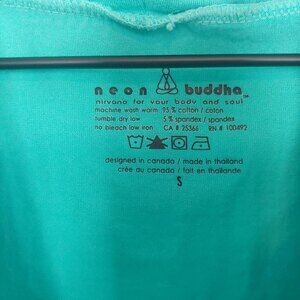 neon buddha™
nirvana for your body and soul
machine wash warm 95% cotton / coton
tumble dry low 5% spandex / spandex
no bleach low iron CA # 25366 RN # 100492
designed in canada / made in thailand
crée au canada / fait en thaïlande
S